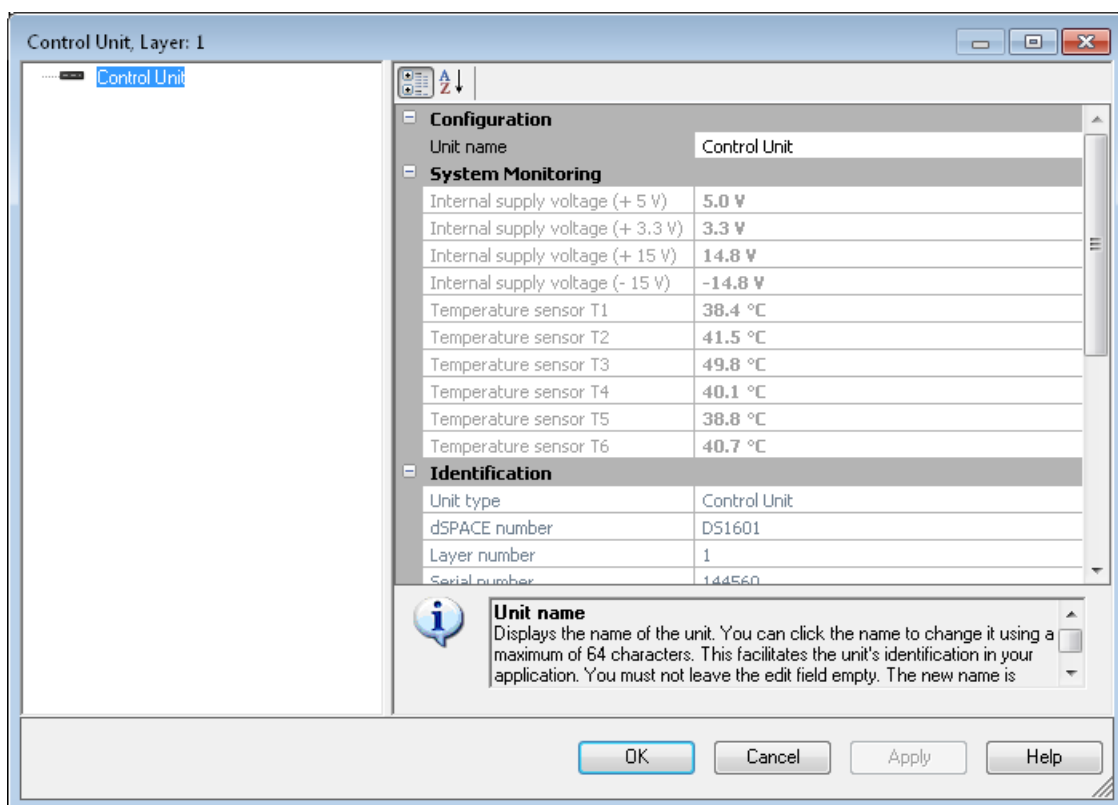 Control Unit, Layer: 1
Control Unit
A
Z
Configuration
Unit name Control Unit
System Monitoring
Internal supply voltage (+ 5 V) 5.0 V
Internal supply voltage (+ 3.3 V) 3.3 V
Internal supply voltage (+ 15 V) 14.8 V
Internal supply voltage (- 15 V) -14.8 V
Temperature sensor T1 38.4 °C
Temperature sensor T2 41.5 °C
Temperature sensor T3 49.8 °C
Temperature sensor T4 40.1 °C
Temperature sensor T5 38.8 °C
Temperature sensor T6 40.7 °C
Identification
Unit type Control Unit
dSPACE number DS1601
Layer number 1
Serial number 144560
Unit name
Displays the name of the unit. You can click the name to change it using a
maximum of 64 characters. This facilitates the unit's identification in your
application. You must not leave the edit field empty. The new name is
OK Cancel Apply Help